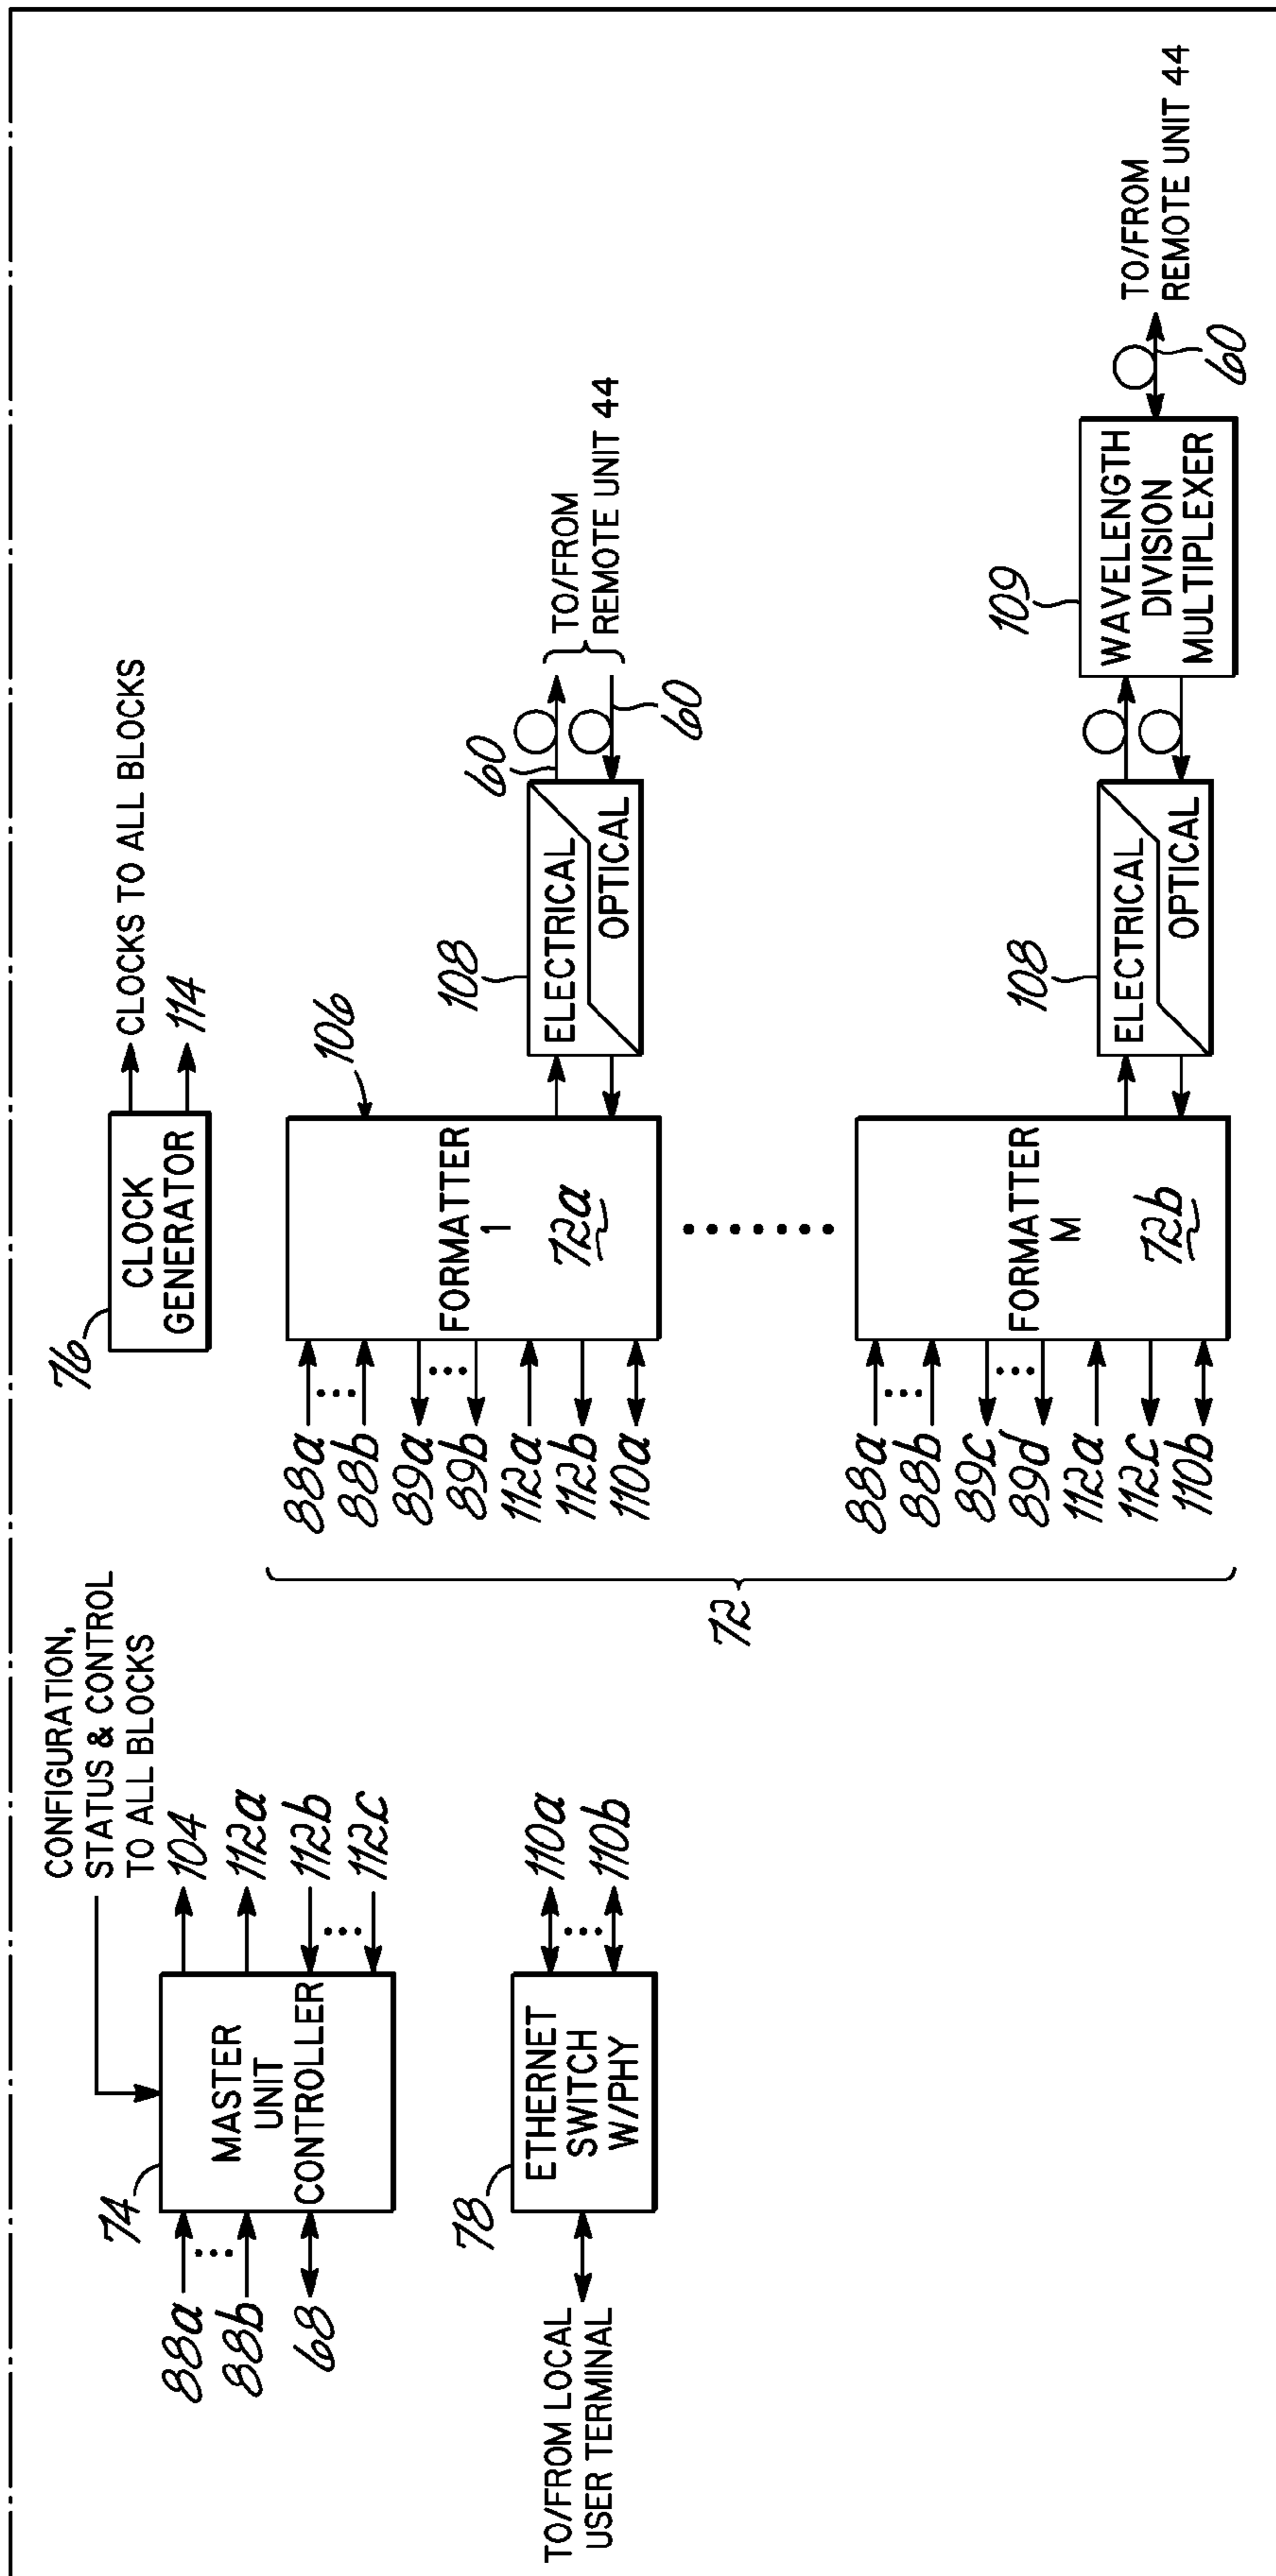 CONFIGURATION,
STATUS & CONTROL
TO ALL BLOCKS
74
MASTER
UNIT
CONTROLLER
88a
88b
68
104
112a
112b
112c
78
ETHERNET
SWITCH
W/PHY
TO/FROM LOCAL
USER TERMINAL
110a
110b
76
CLOCK
GENERATOR
CLOCKS TO ALL BLOCKS
114
72
88a
88b
89a
89b
112a
112b
110a
FORMATTER
1
72a
106
108
ELECTRICAL
OPTICAL
60
60
TO/FROM
REMOTE UNIT 44
88a
88b
89c
89d
112a
112c
110b
FORMATTER
M
72b
108
ELECTRICAL
OPTICAL
109
WAVELENGTH
DIVISION
MULTIPLEXER
60
TO/FROM
REMOTE UNIT 44